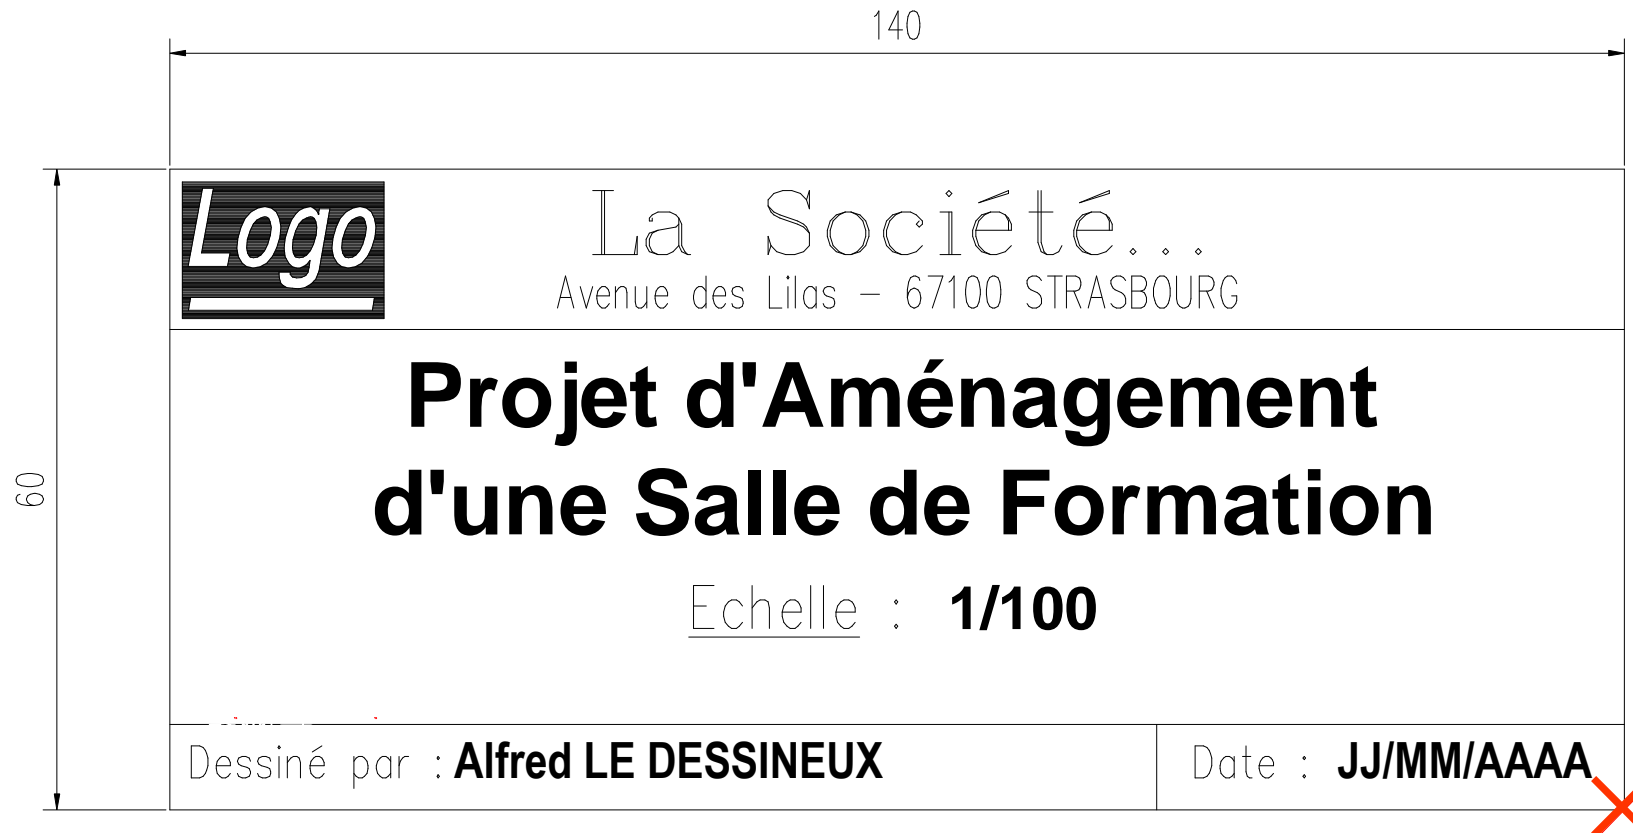 140
60
Logo
La Société...
Avenue des Lilas – 67100 STRASBOURG
Projet d'Aménagement
d'une Salle de Formation
Echelle : 1/100
Dessiné par : Alfred LE DESSINEUX
Date : JJ/MM/AAAA